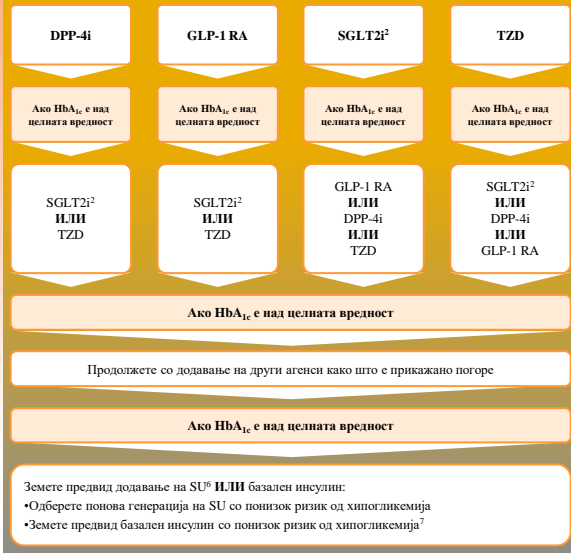 DPP-4i
GLP-1 RA
SGLT2i²
TZD
Ако HbA₁c е над
целната вредност
Ако HbA₁c е над
целната вредност
Ако HbA₁c е над
целната вредност
Ако HbA₁c е над
целната вредност
SGLT2i²
ИЛИ
TZD
SGLT2i²
ИЛИ
TZD
GLP-1 RA
ИЛИ
DPP-4i
ИЛИ
TZD
SGLT2i²
ИЛИ
DPP-4i
ИЛИ
GLP-1 RA
Ако HbA₁c е над целната вредност
Продолжете со додавање на други агенси како што е прикажано погоре
Ако HbA₁c е над целната вредност
Земете предвид додавање на SU⁶ ИЛИ базален инсулин:
•Одберете понова генерација на SU со понизок ризик од хипогликемија
•Земете предвид базален инсулин со понизок ризик од хипогликемија⁷